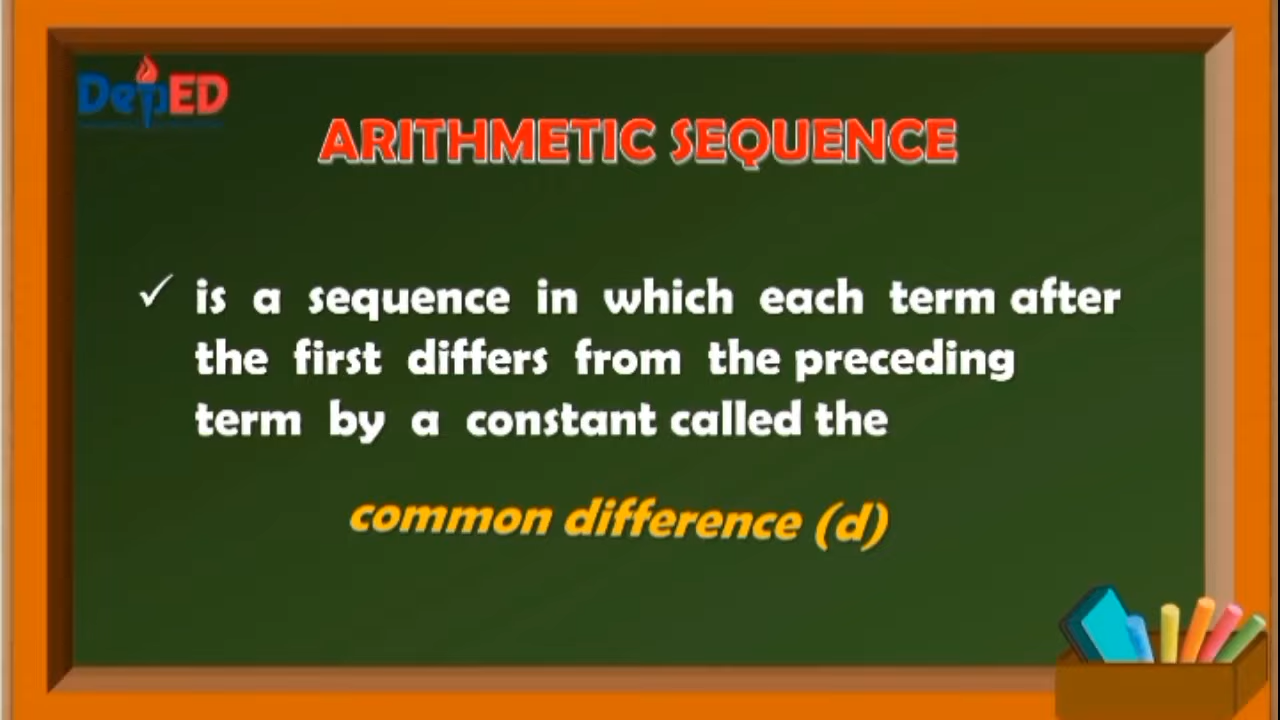 DepED
ARITHMETIC SEQUENCE
✓ is a sequence in which each term after
the first differs from the preceding
term by a constant called the
common difference (d)